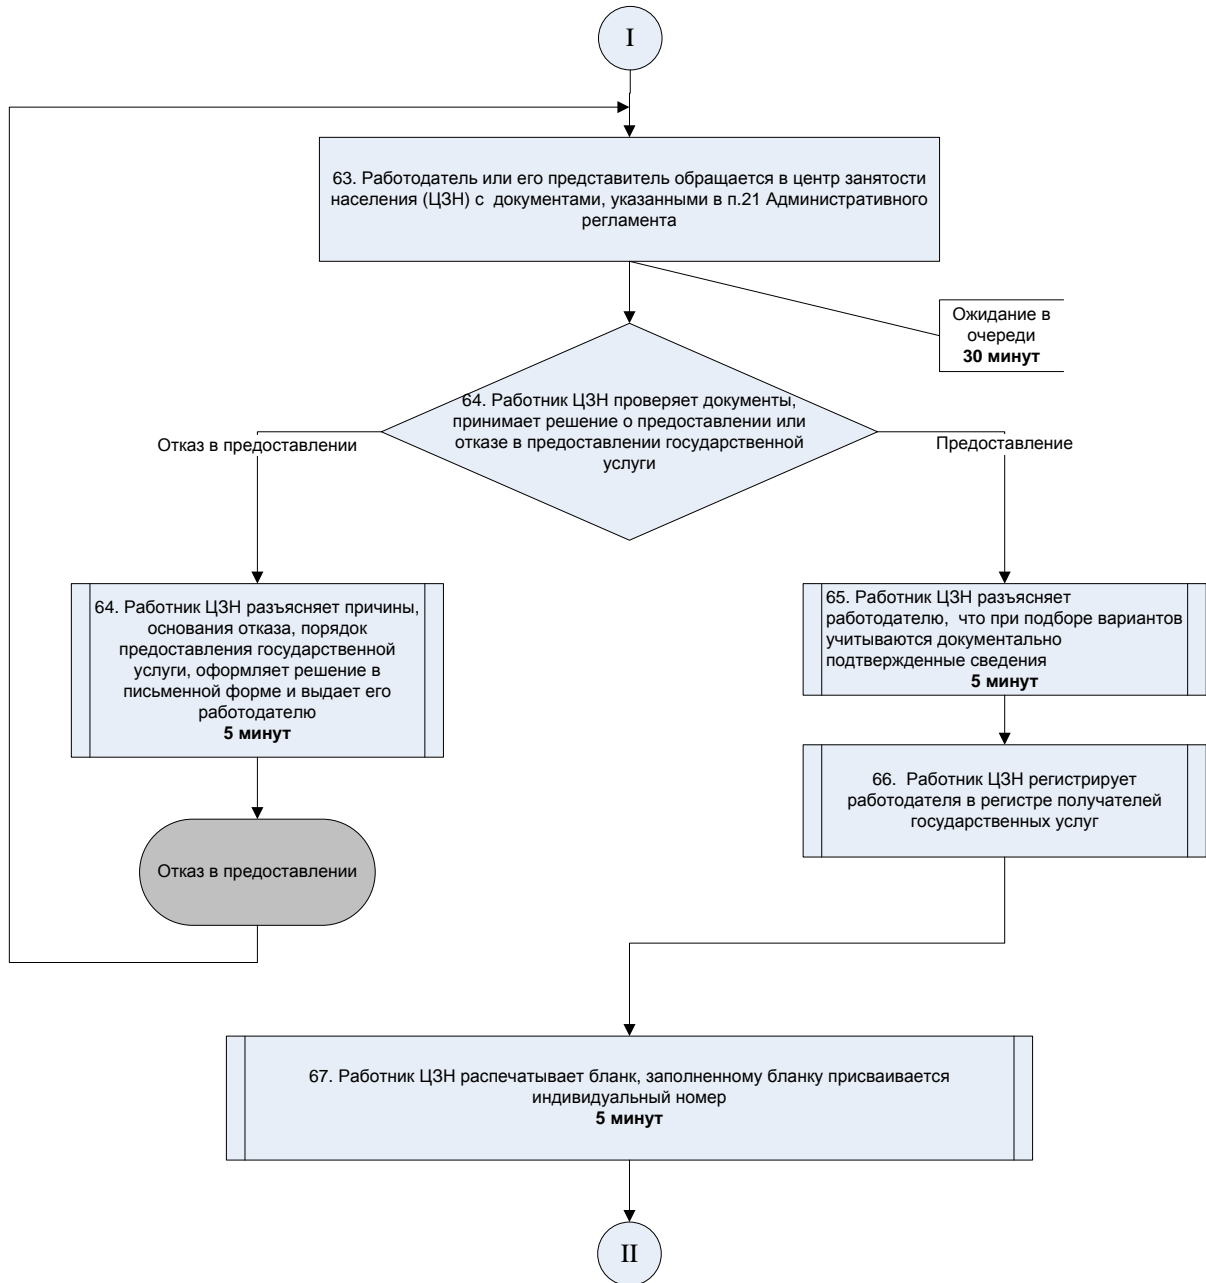 I
63. Работодатель или его представитель обращается в центр занятости
населения (ЦЗН) с документами, указанными в п.21 Административного
регламента
Ожидание в
очереди
30 минут
64. Работник ЦЗН проверяет документы,
принимает решение о предоставлении или
отказе в предоставлении государственной
услуги
Отказ в предоставлении
Предоставление
64. Работник ЦЗН разъясняет причины,
основания отказа, порядок
предоставления государственной
услуги, оформляет решение в
письменной форме и выдает его
работодателю
5 минут
65. Работник ЦЗН разъясняет
работодателю, что при подборе вариантов
учитываются документально
подтвержденные сведения
5 минут
66. Работник ЦЗН регистрирует
работодателя в регистре получателей
государственных услуг
Отказ в предоставлении
67. Работник ЦЗН распечатывает бланк, заполненному бланку присваивается
индивидуальный номер
5 минут
II